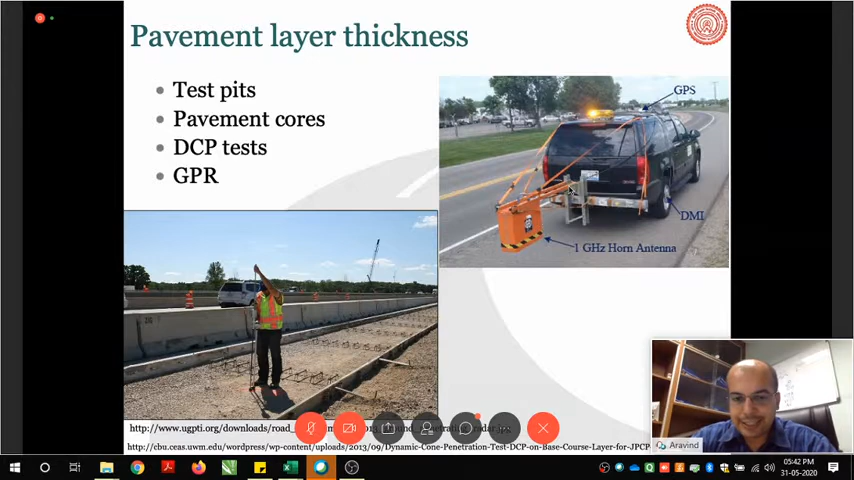 Pavement layer thickness
Test pits
Pavement cores
DCP tests
GPR
GPS
DMI
1 GHz Horn Antenna
http://www.ugpti.org/downloads/road_
http://cbu.ceas.uwm.edu/wordpress/wp-content/uploads/2013/09/Dynamic-Cone-Penetration-Test-DCP-on-Base-Course-Layer-for-JPCP
Aravind
05:42 PM
31-05-2020